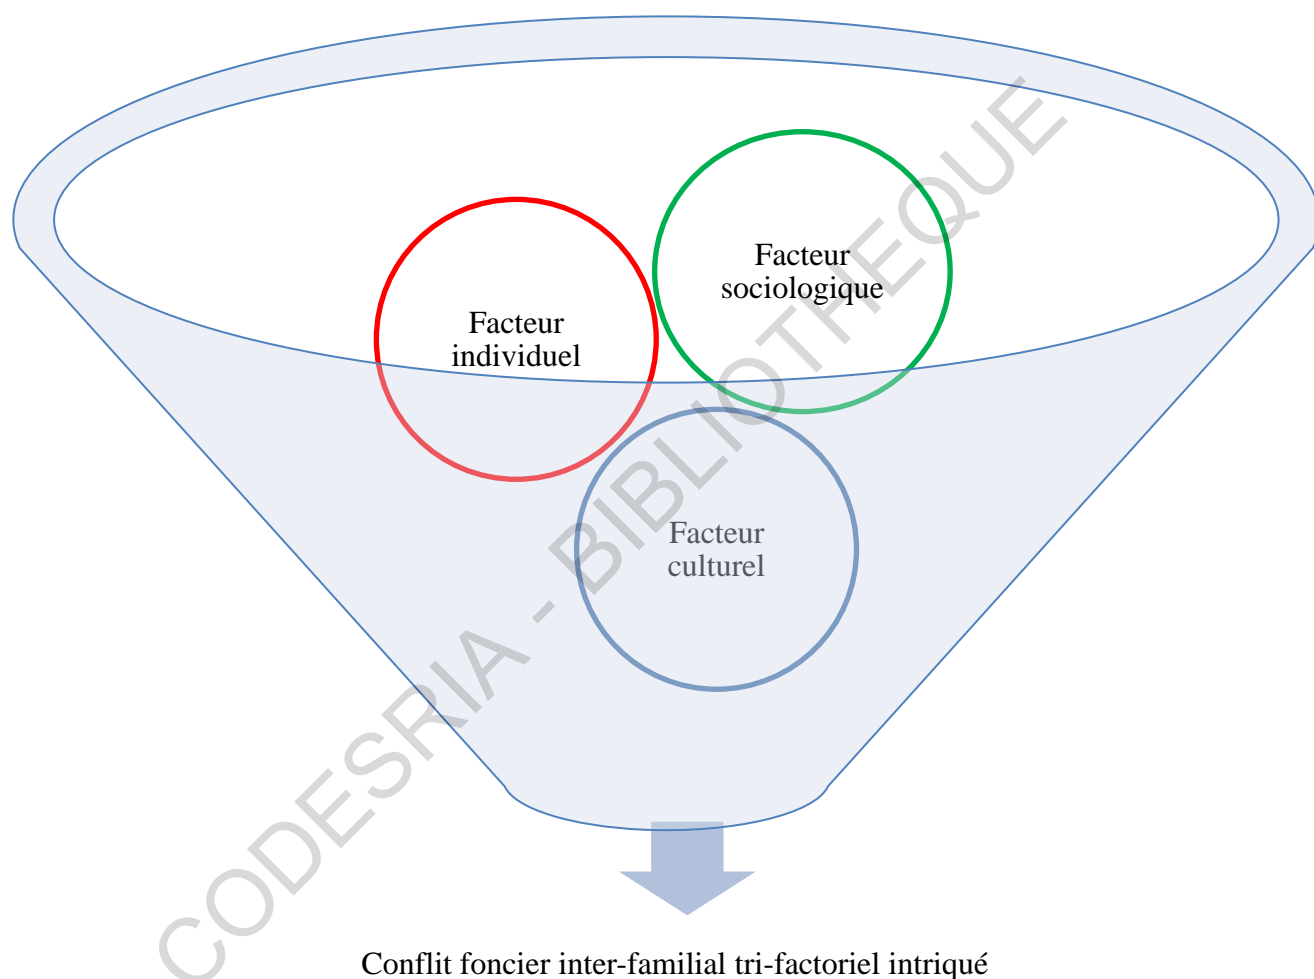 Facteur
sociologique
Facteur
individuel
Facteur
culturel
CODESRIA - BIBLIOTHEQUE
Conflit foncier inter-familial tri-factoriel intriqué